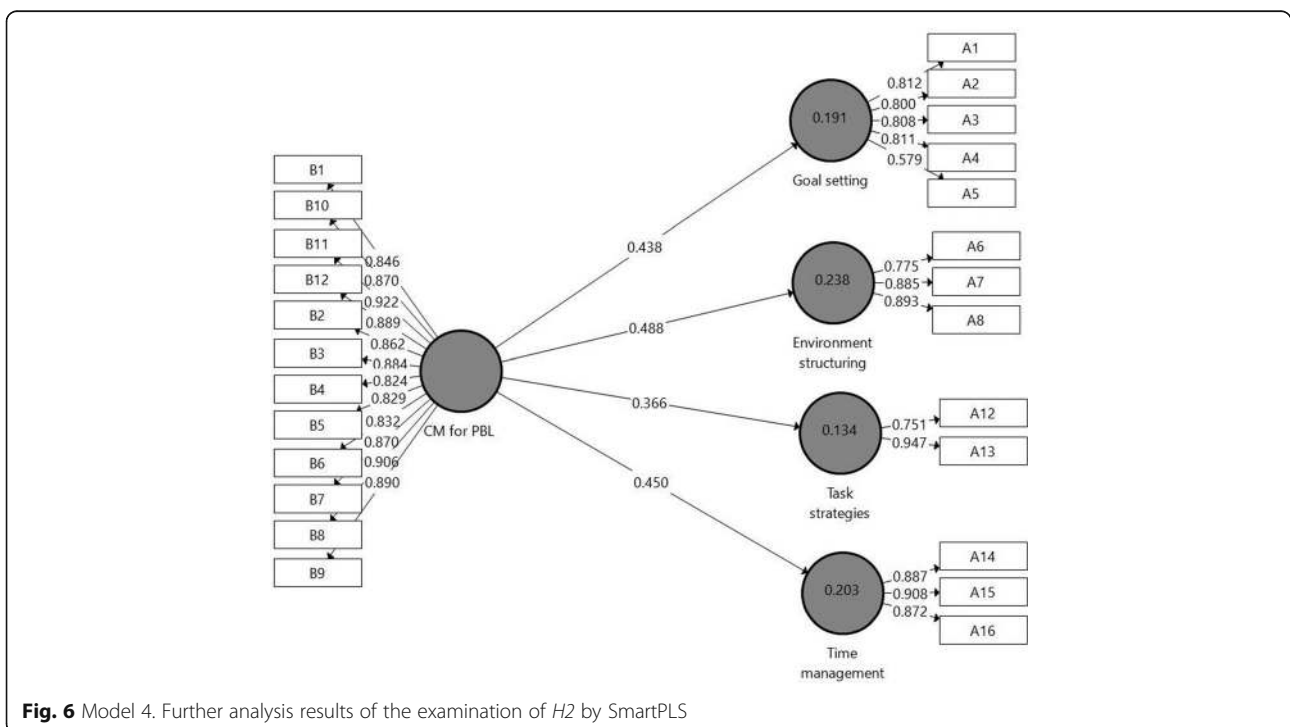 B1
B10
B11
B12
B2
B3
B4
B5
B6
B7
B8
B9
0.846
0.870
0.922
0.889
0.862
0.884
0.824
0.829
0.832
0.870
0.906
0.890
CM for PBL
0.438
0.488
0.366
0.450
0.191
Goal setting
0.812
0.800
0.808
0.811
0.579
A1
A2
A3
A4
A5
0.238
Environment
structuring
0.775
0.885
0.893
A6
A7
A8
0.134
Task
strategies
0.751
0.947
A12
A13
0.203
Time
management
0.887
0.908
0.872
A14
A15
A16
Fig. 6 Model 4. Further analysis results of the examination of H2 by SmartPLS